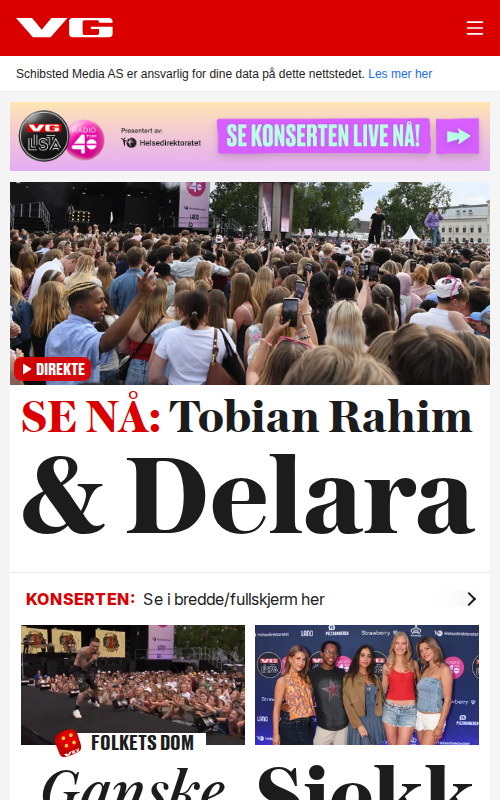 VG
Schibsted Media AS er ansvarlig for dine data på dette nettstedet. Les mer her
VG LISTA
RADIO TOPP 40
Presentert av:
Helsedirektoratet
SE KONSERTEN LIVE NÅ!
DIREKTE
SE NÅ: Tobian Rahim
& Delara
KONSERTEN: Se i bredde/fullskjerm her
FOLKETS DOM
VG
Ganske
Sjokk